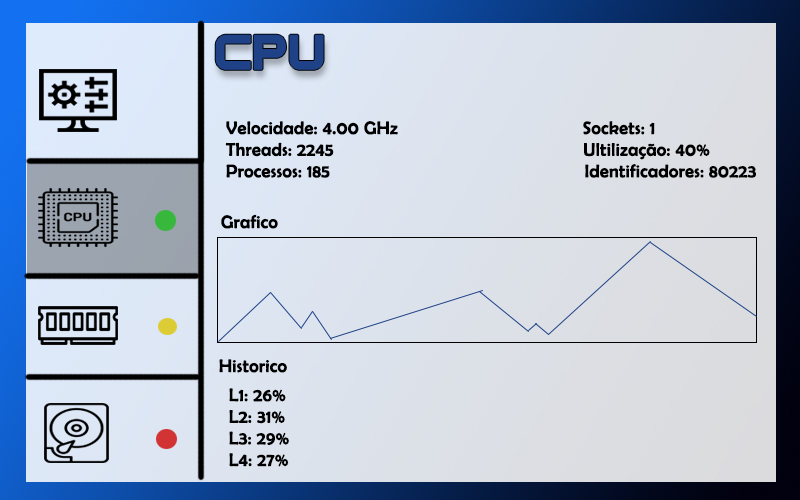 CPU
Velocidade: 4.00 GHz
Threads: 2245
Processos: 185
Sockets: 1
Ultilização: 40%
Identificadores: 80223
CPU
Grafico
Historico
L1: 26%
L2: 31%
L3: 29%
L4: 27%